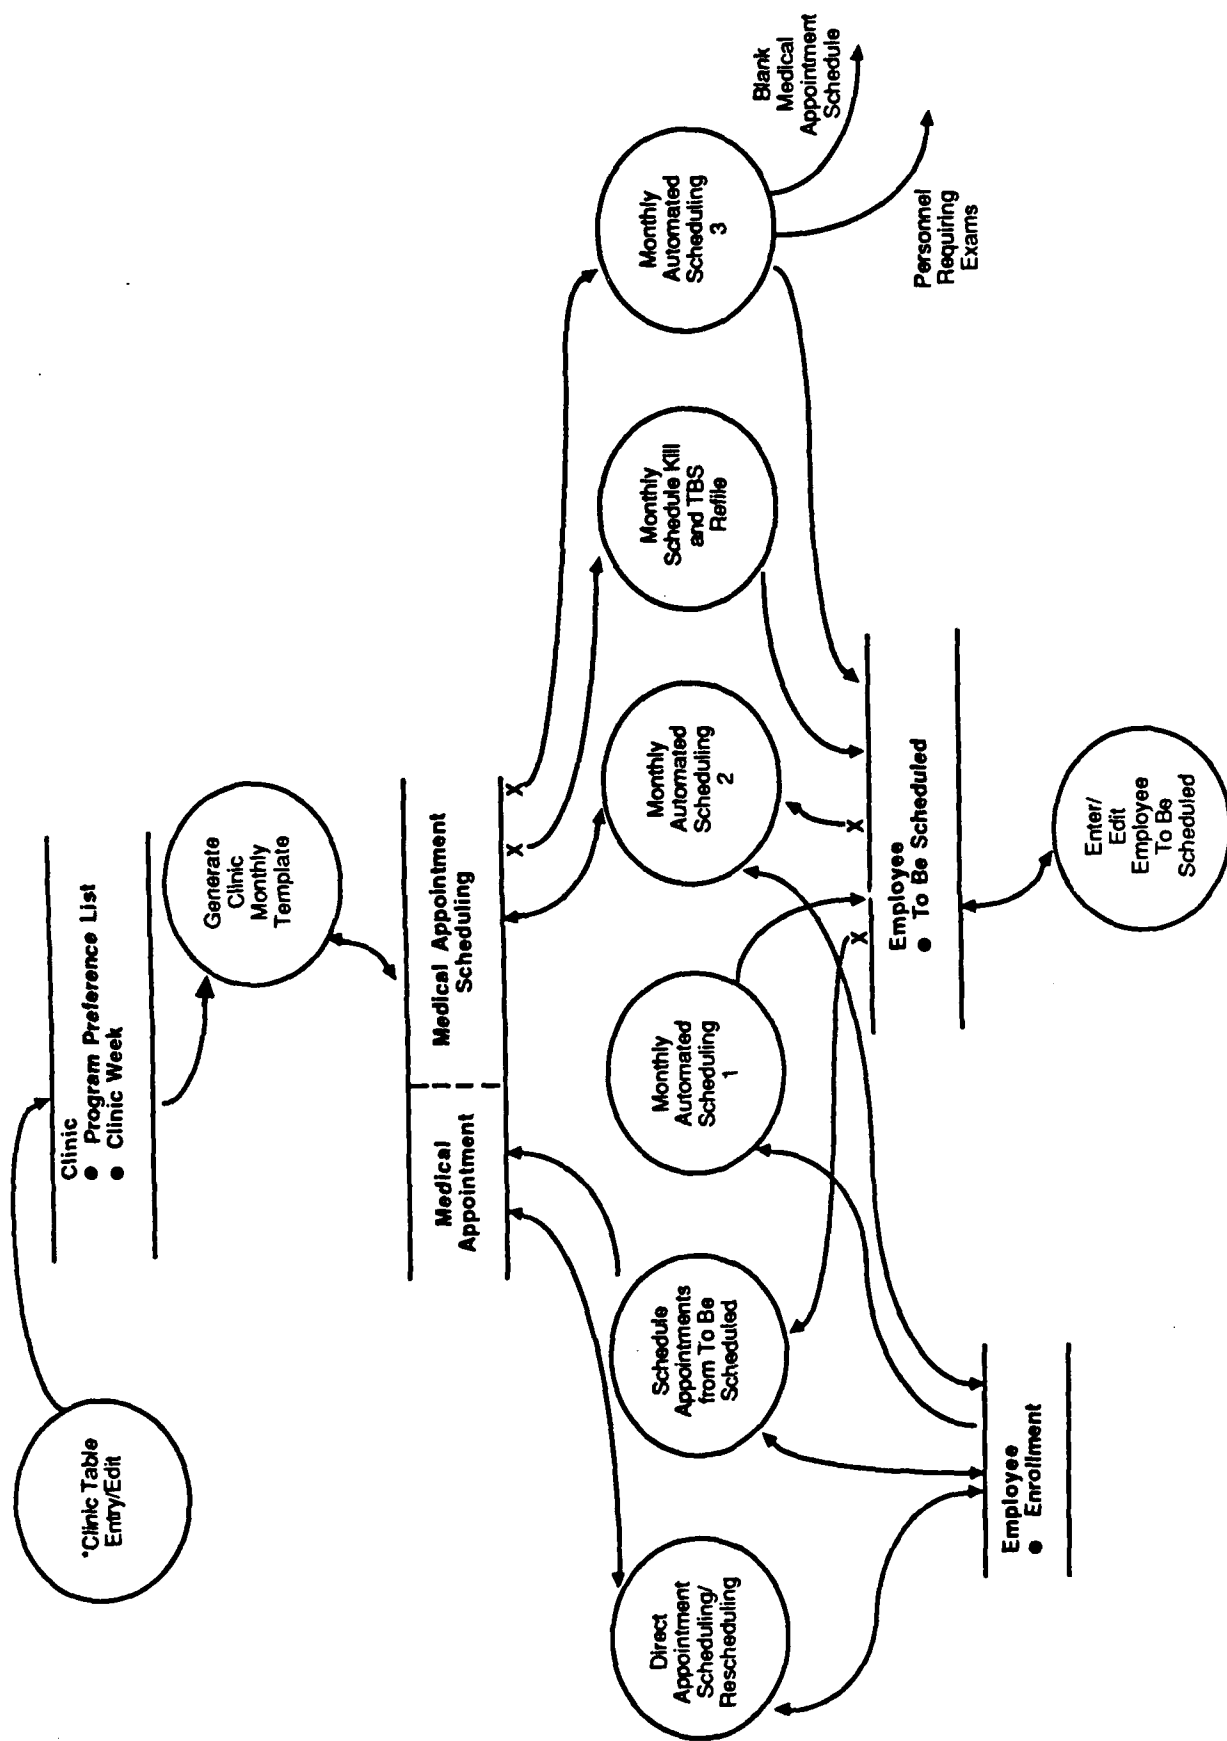 *Clinic Table
Entry/Edit
Clinic
● Program Preference List
● Clinic Week
Generate
Clinic
Monthly
Template
Medical
Appointment
Medical Appointment
Scheduling
X
X
Direct
Appointment
Scheduling/
Rescheduling
Schedule
Appointments
from To Be
Scheduled
Monthly
Automated
Scheduling
1
Monthly
Automated
Scheduling
2
Monthly
Schedule Kill
and TBS
Refile
Monthly
Automated
Scheduling
3
Blank
Medical
Appointment
Schedule
Personnel
Requiring
Exams
X
X
Employee
● To Be Scheduled
Employee
● Enrollment
Enter/
Edit
Employee
To Be
Scheduled